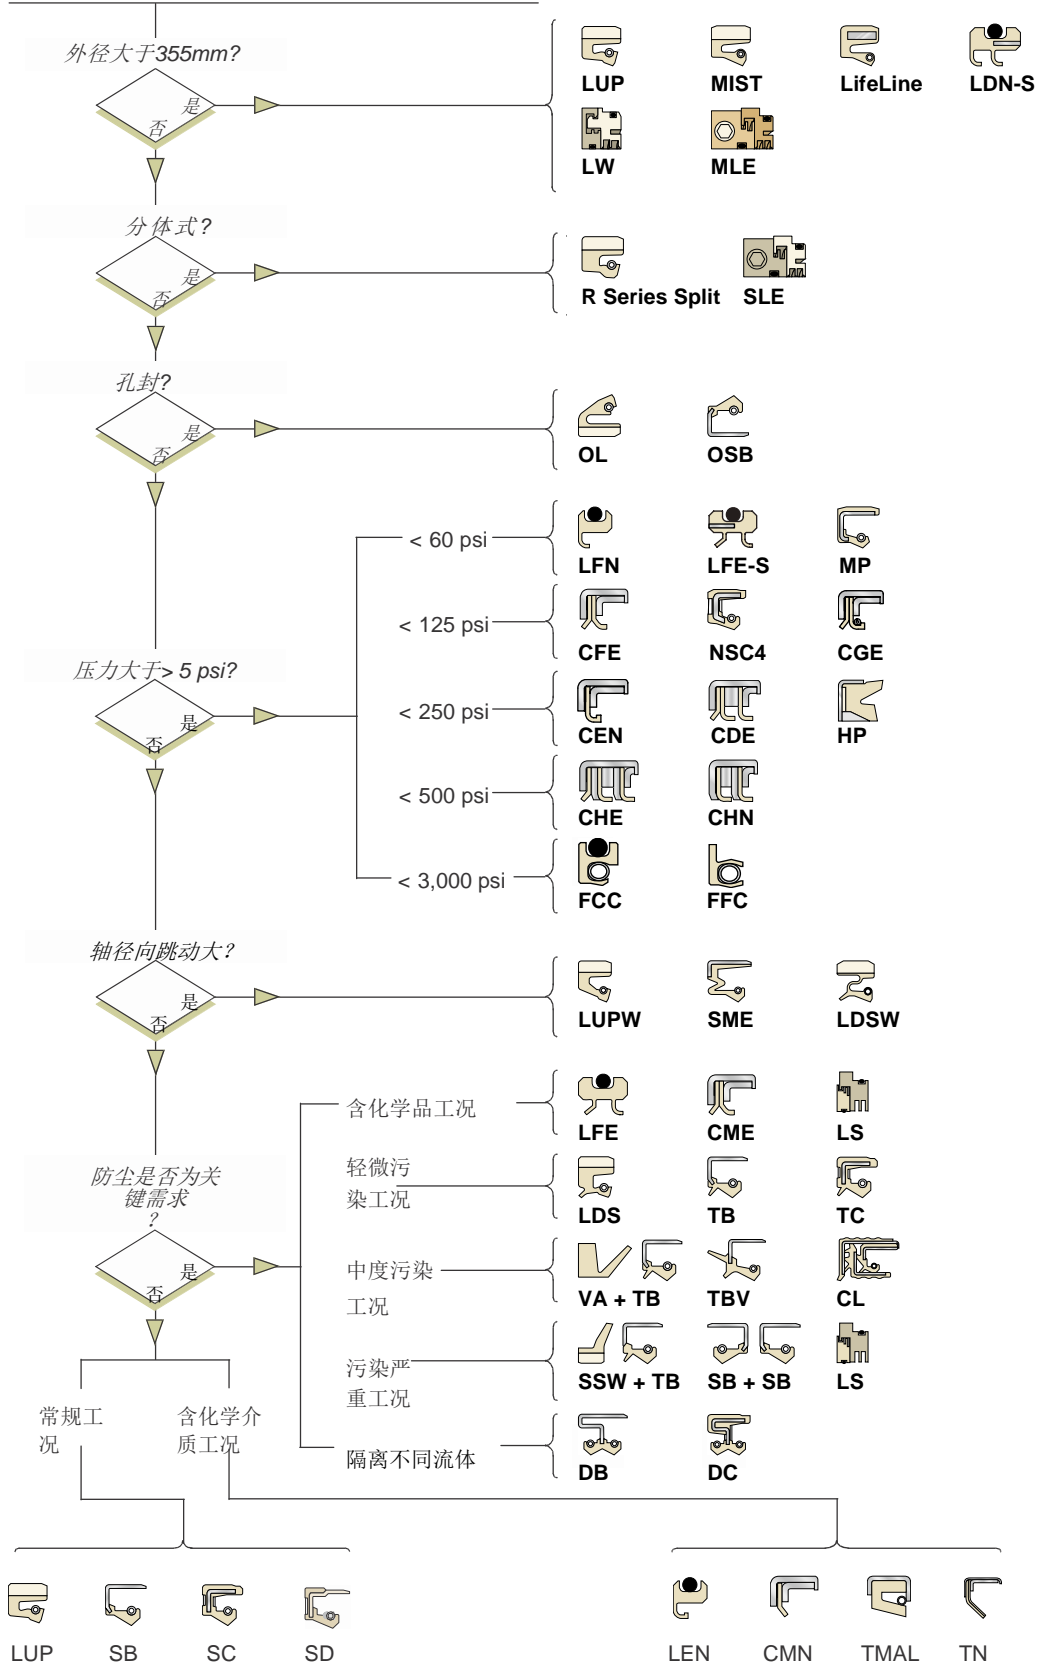 外径大于355mm?
是
否
LUP MIST LifeLine LDN-S
LW MLE
分体式?
是
否
R Series Split SLE
孔封?
是
否
OL OSB
压力大于> 5 psi?
是
否
< 60 psi
LFN LFE-S MP
< 125 psi
CFE NSC4 CGE
< 250 psi
CEN CDE HP
< 500 psi
CHE CHN
< 3,000 psi
FCC FFC
轴径向跳动大?
是
否
LUPW SME LDSW
防尘是否为关
键需求
?
是
否
含化学品工况
LFE CME LS
轻微污
染工况
LDS TB TC
中度污染
工况
VA + TB TBV CL
污染严
重工况
SSW + TB SB + SB LS
隔离不同流体
DB DC
常规工
况
含化学介
质工况
LUP SB SC SD
LEN CMN TMAL TN